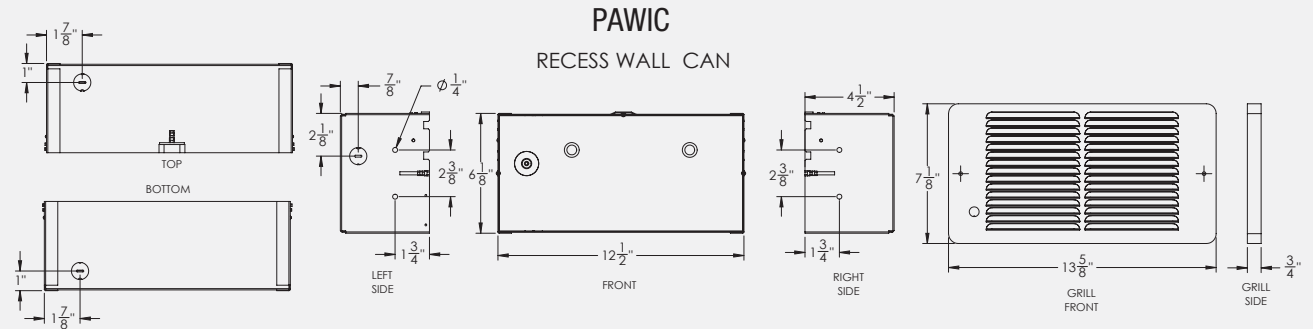 PAWIC
RECESS WALL CAN
1 7/8"
1"
TOP
BOTTOM
1"
1 7/8"
7/8"
Ø 1/4"
2 1/8"
2 3/8"
1 3/4"
LEFT
SIDE
6 1/8"
12 1/2"
FRONT
4 1/2"
2 3/8"
1 3/4"
RIGHT
SIDE
7 1/8"
13 5/8"
GRILL
FRONT
3/4"
GRILL
SIDE